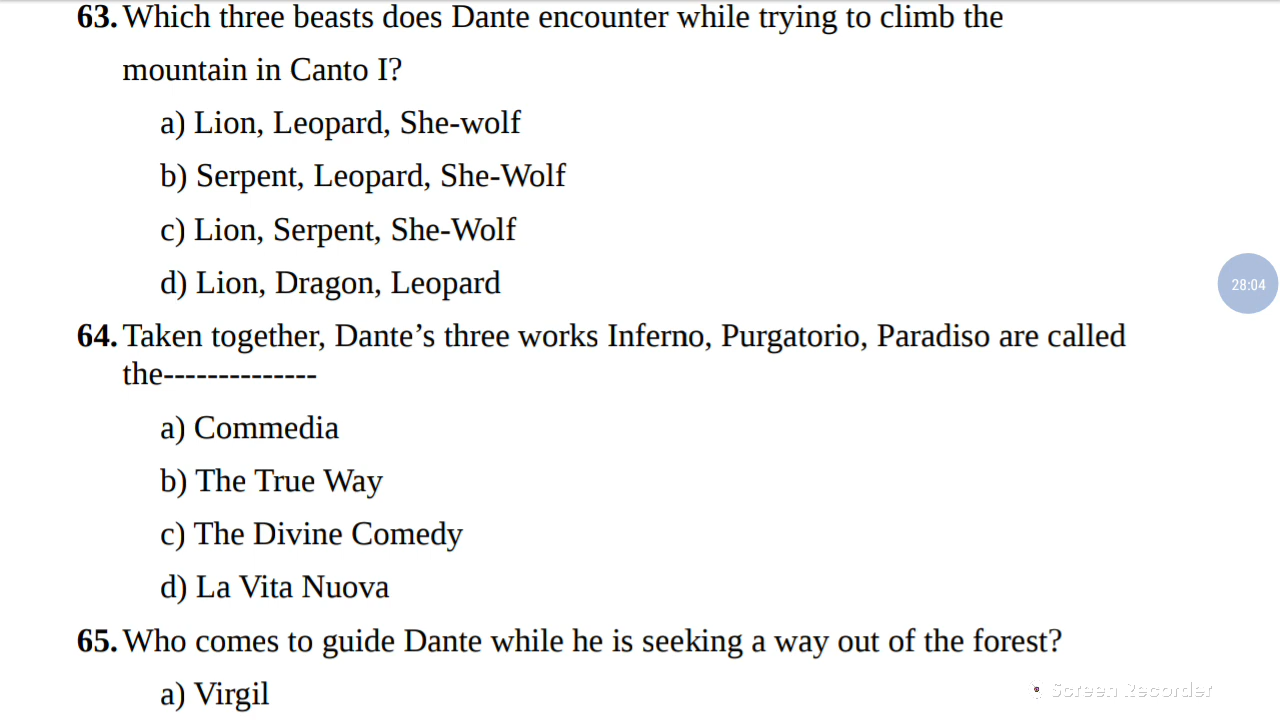 63. Which three beasts does Dante encounter while trying to climb the
mountain in Canto I?
a) Lion, Leopard, She-wolf
b) Serpent, Leopard, She-Wolf
c) Lion, Serpent, She-Wolf
d) Lion, Dragon, Leopard
28:04
64. Taken together, Dante’s three works Inferno, Purgatorio, Paradiso are called
the--------------
a) Commedia
b) The True Way
c) The Divine Comedy
d) La Vita Nuova
65. Who comes to guide Dante while he is seeking a way out of the forest?
a) Virgil
Screen Recorder